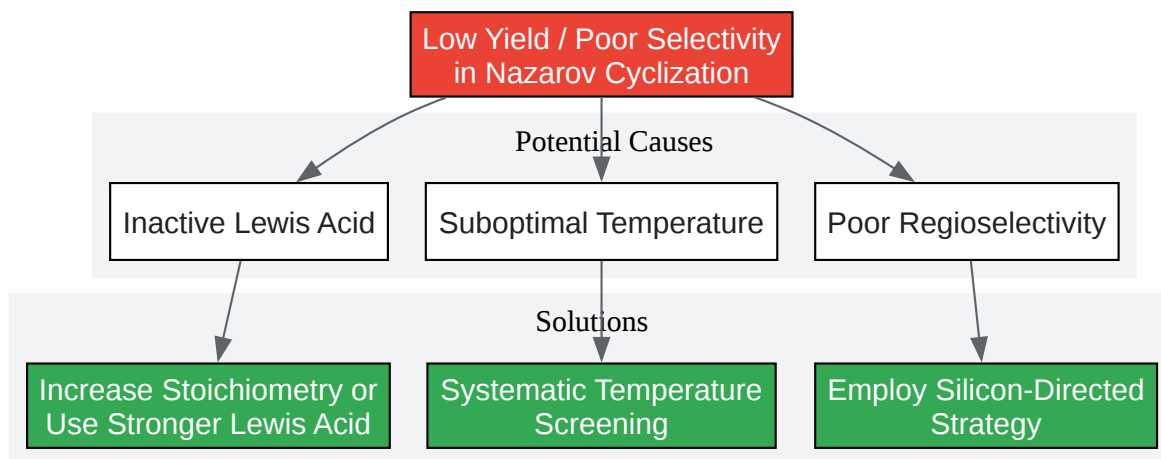 Low Yield / Poor Selectivity
in Nazarov Cyclization
Potential Causes
Inactive Lewis Acid
Suboptimal Temperature
Poor Regioselectivity
Solutions
Increase Stoichiometry or
Use Stronger Lewis Acid
Systematic Temperature
Screening
Employ Silicon-Directed
Strategy